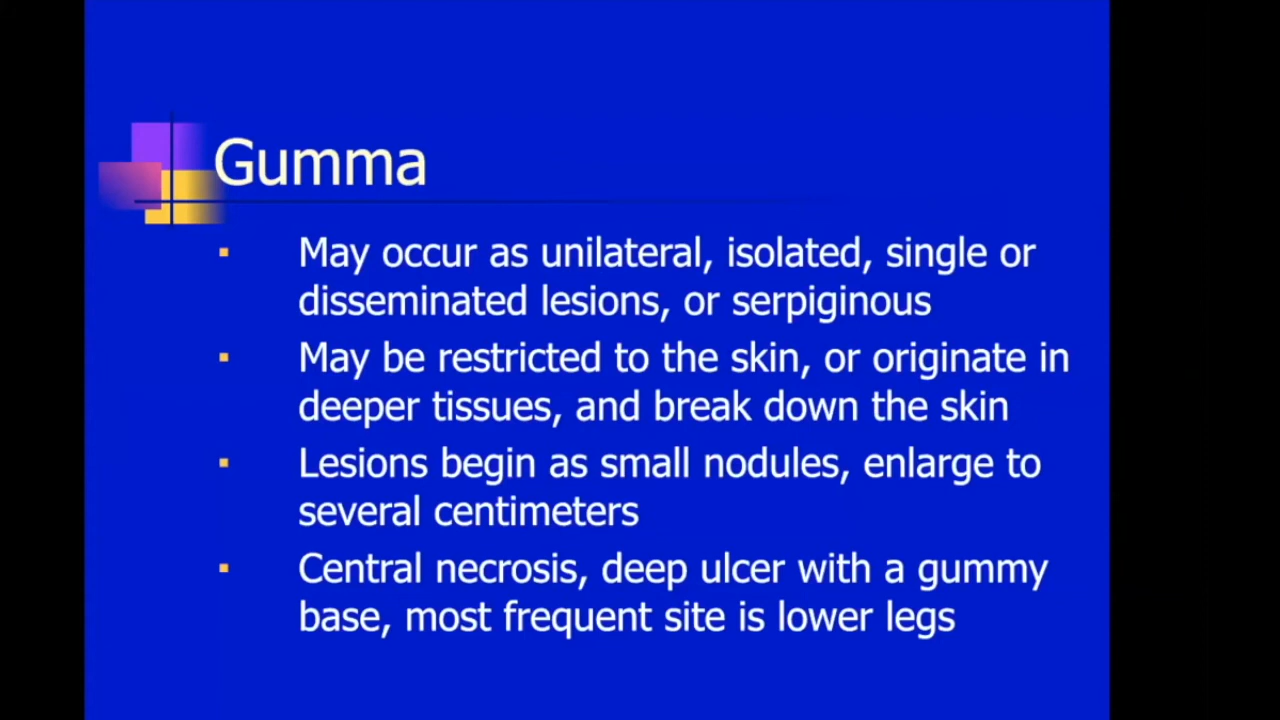 Gumma
May occur as unilateral, isolated, single or
disseminated lesions, or serpiginous
May be restricted to the skin, or originate in
deeper tissues, and break down the skin
Lesions begin as small nodules, enlarge to
several centimeters
Central necrosis, deep ulcer with a gummy
base, most frequent site is lower legs